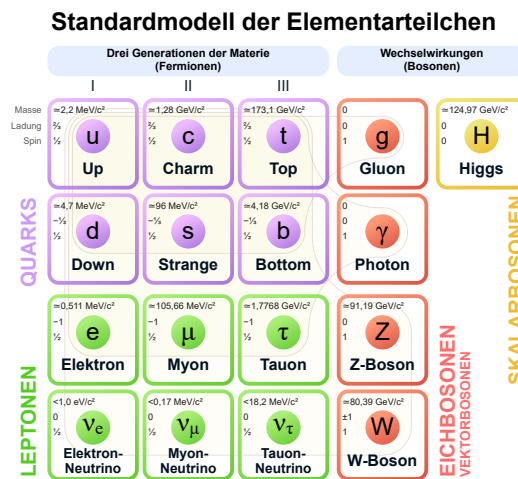 Standardmodell der Elementarteilchen
Drei Generationen der Materie
(Fermionen)
Wechselwirkungen
(Bosonen)
I II III
Masse
Ladung
Spin
≃2,2 MeV/c²
⅔
½
u
Up
≃1,28 GeV/c²
⅔
½
c
Charm
≃173,1 GeV/c²
⅔
½
t
Top
0
0
1
g
Gluon
≃124,97 GeV/c²
0
0
H
Higgs
≃4,7 MeV/c²
−⅓
½
d
Down
≃96 MeV/c²
−⅓
½
s
Strange
≃4,18 GeV/c²
−⅓
½
b
Bottom
0
0
1
γ
Photon
≃0,511 MeV/c²
−1
½
e
Elektron
≃105,66 MeV/c²
−1
½
μ
Myon
≃1,7768 GeV/c²
−1
½
τ
Tauon
≃91,19 GeV/c²
0
1
Z
Z-Boson
<1,0 eV/c²
0
½
νe
Elektron-
Neutrino
<0,17 MeV/c²
0
½
νμ
Myon-
Neutrino
<18,2 MeV/c²
0
½
ντ
Tauon-
Neutrino
≃80,39 GeV/c²
±1
1
W
W-Boson
QUARKS
LEPTONEN
EICHBOSONEN
VEKTORBOSONEN
SKALARBOSONEN